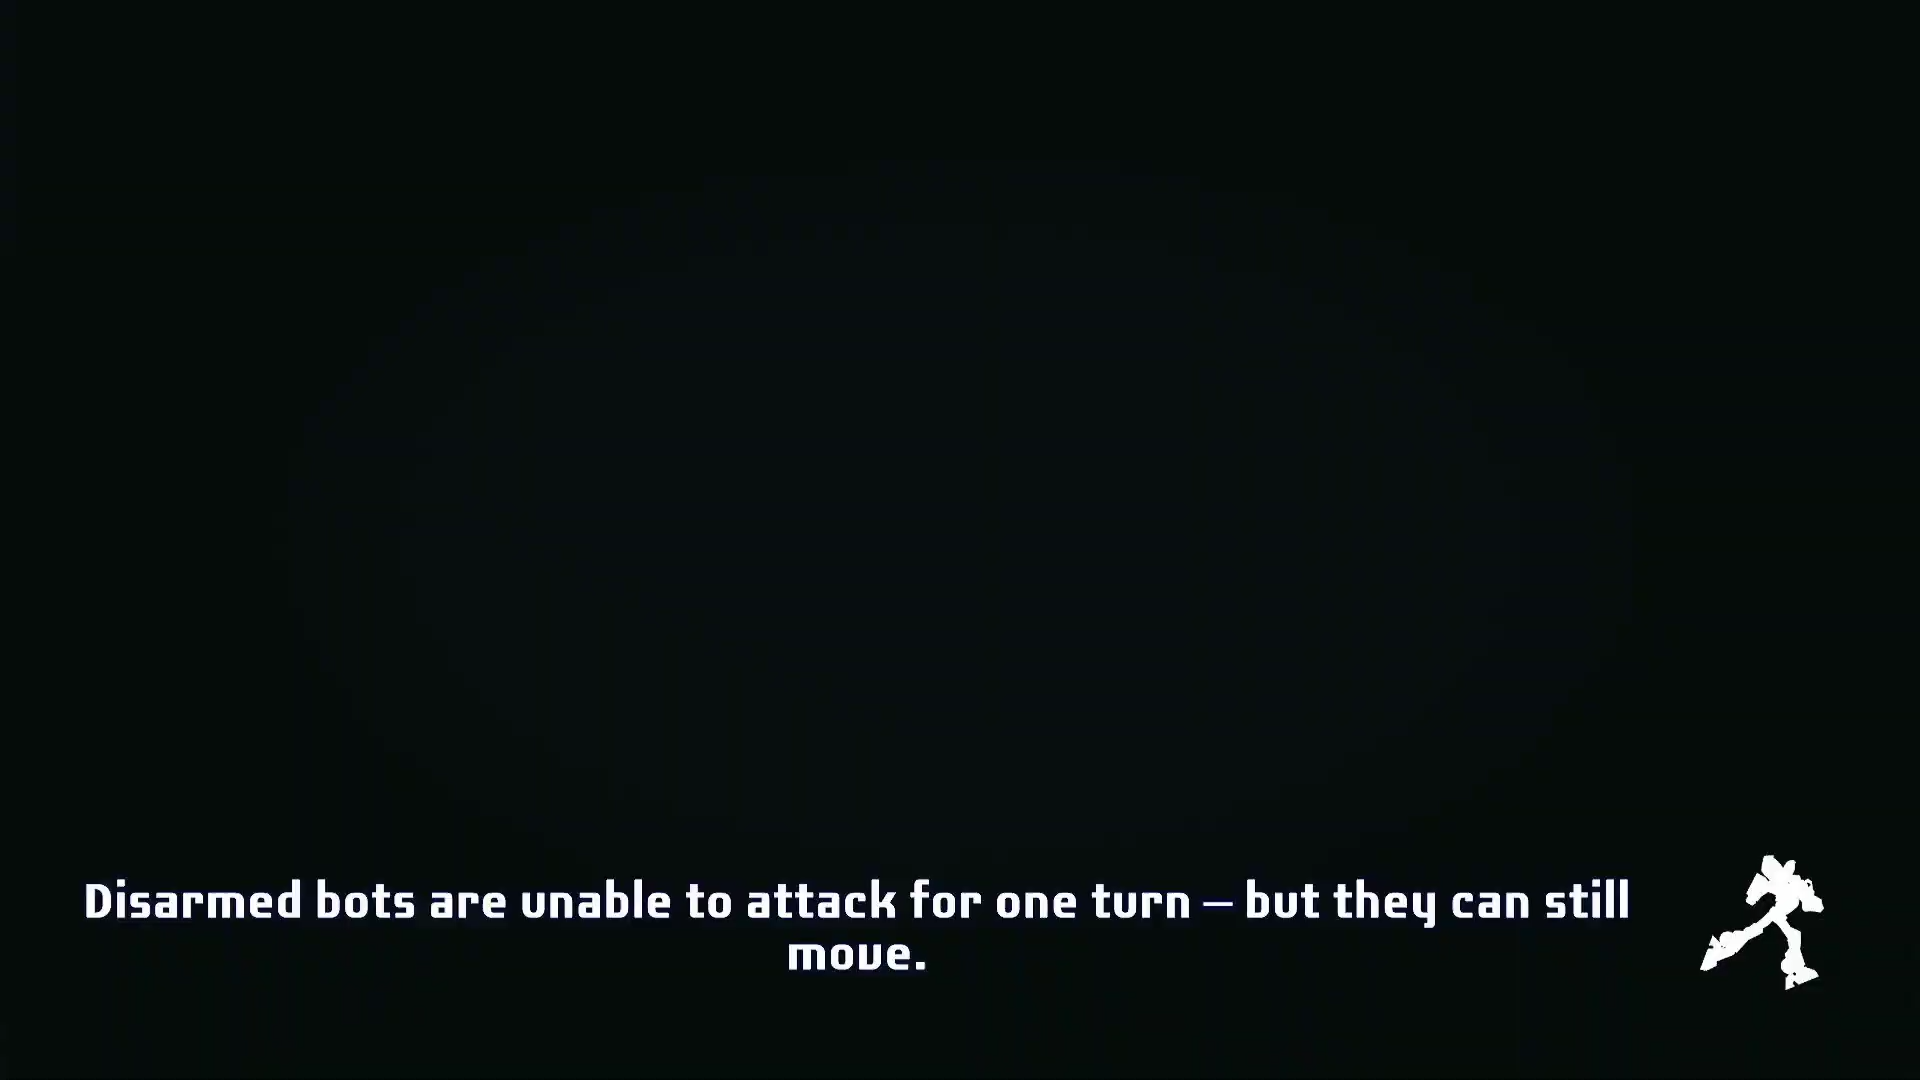 Disarmed bots are unable to attack for one turn — but they can still
move.